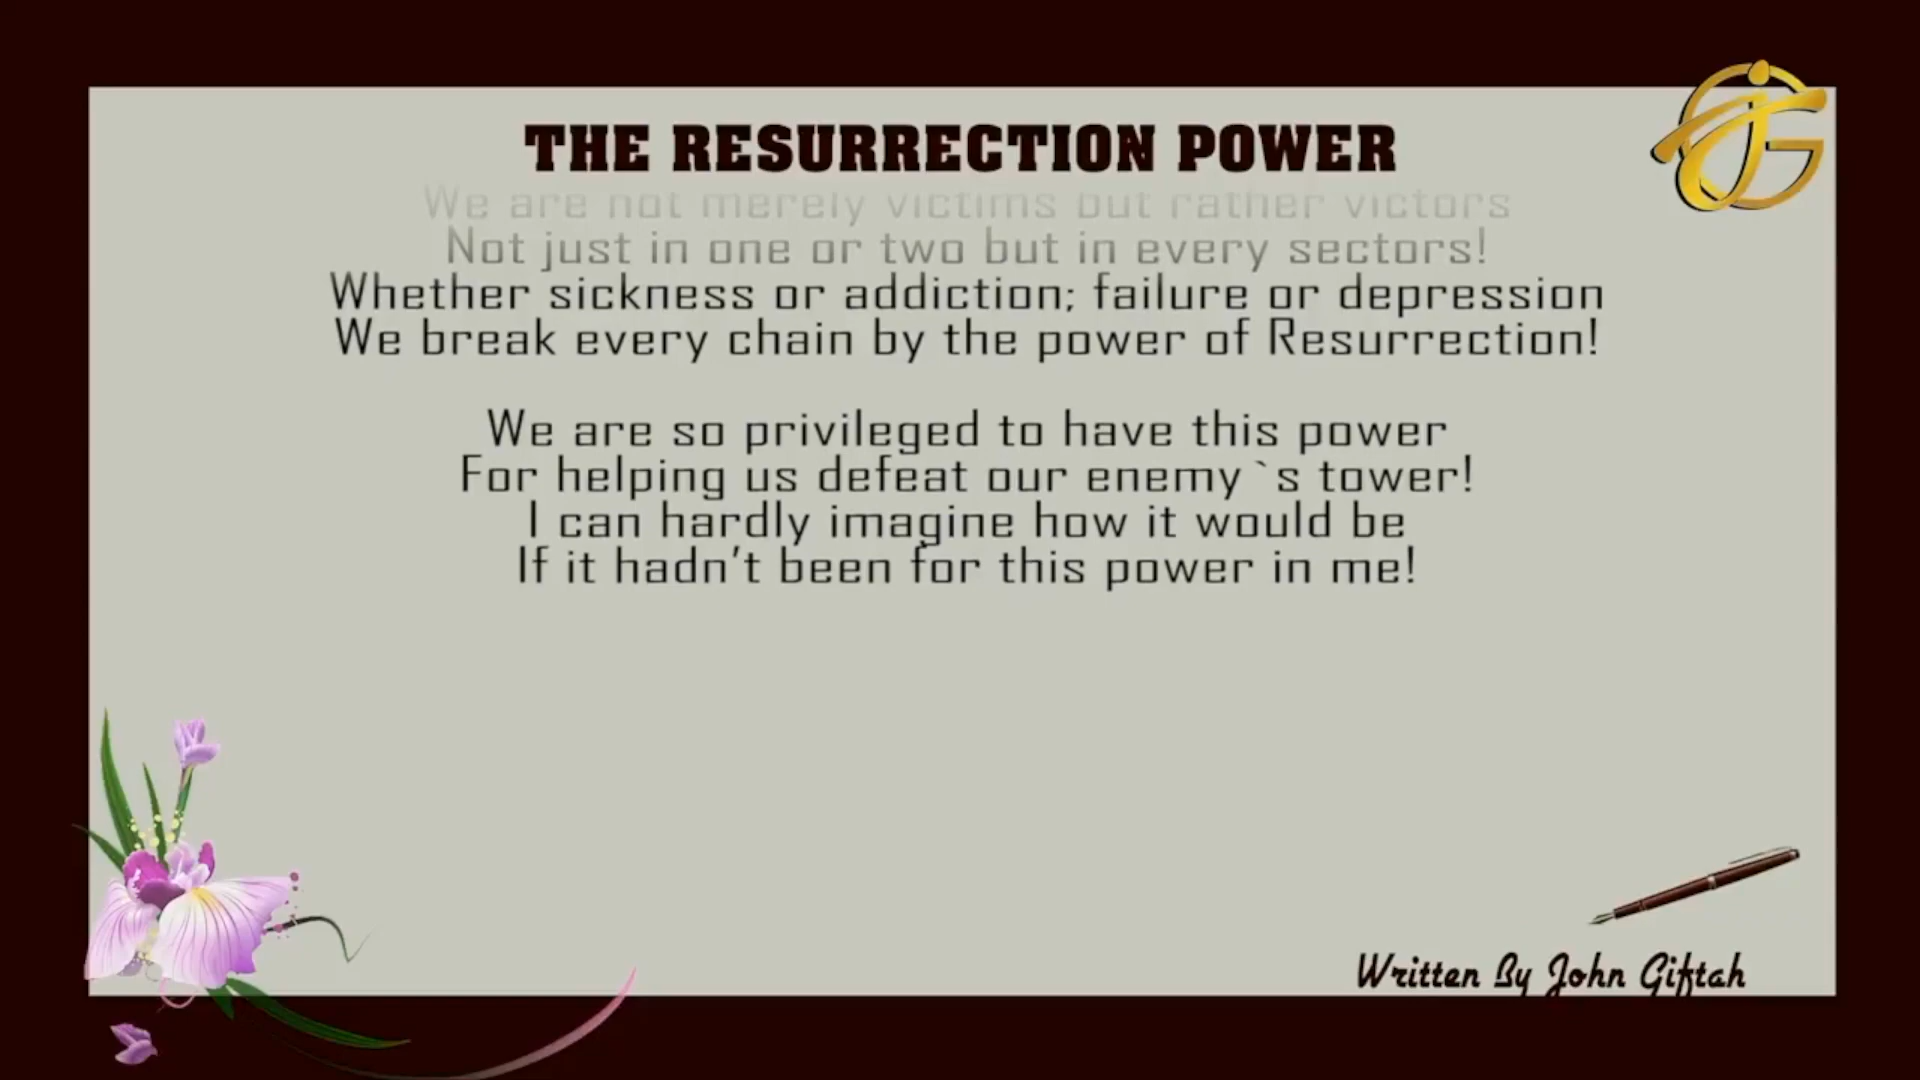 THE RESURRECTION POWER
We are not merely victims but rather victors
Not just in one or two but in every sectors!
Whether sickness or addiction; failure or depression
We break every chain by the power of Resurrection!
We are so privileged to have this power
For helping us defeat our enemy`s tower!
I can hardly imagine how it would be
If it hadn't been for this power in me!
Written By John Giftah